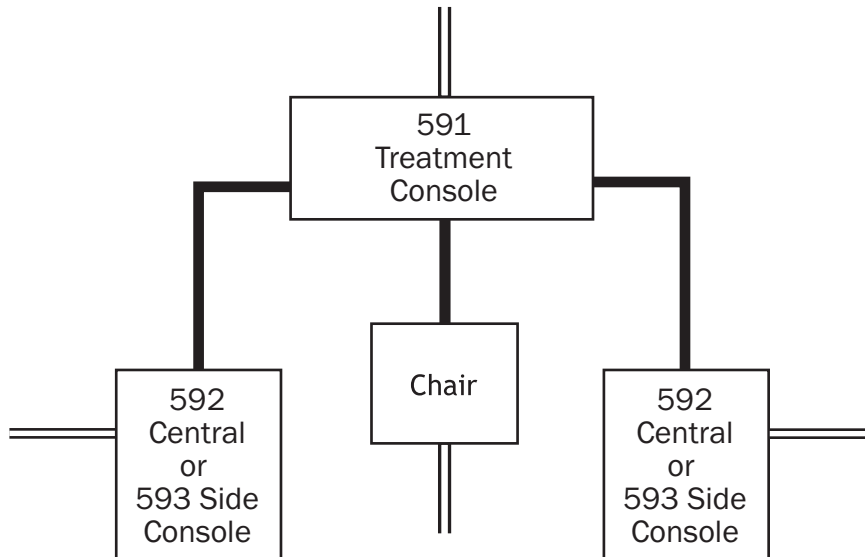 591
Treatment
Console
Chair
592
Central
or
593 Side
Console
592
Central
or
593 Side
Console